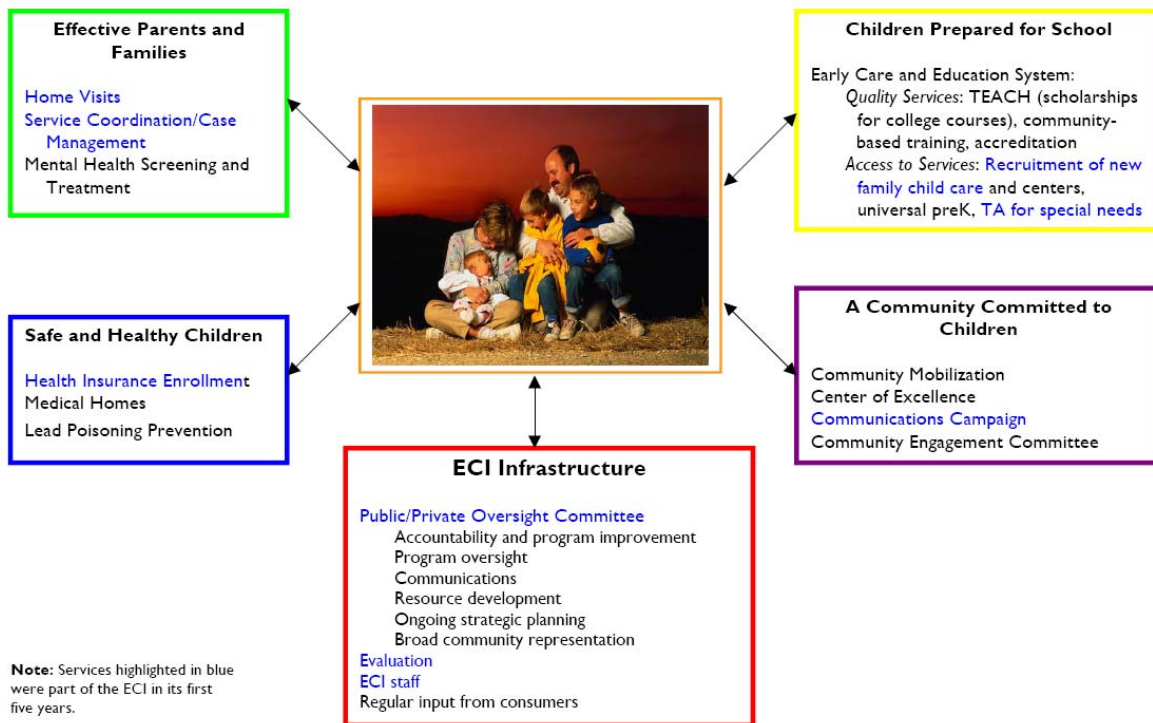 Effective Parents and
Families
Home Visits
Service Coordination/Case
Management
Mental Health Screening and
Treatment
Children Prepared for School
Early Care and Education System:
Quality Services: TEACH (scholarships
for college courses), community-
based training, accreditation
Access to Services: Recruitment of new
family child care and centers,
universal preK, TA for special needs
Safe and Healthy Children
Health Insurance Enrollment
Medical Homes
Lead Poisoning Prevention
A Community Committed to
Children
Community Mobilization
Center of Excellence
Communications Campaign
Community Engagement Committee
ECI Infrastructure
Public/Private Oversight Committee
Accountability and program improvement
Program oversight
Communications
Resource development
Ongoing strategic planning
Broad community representation
Evaluation
ECI staff
Regular input from consumers
Note: Services highlighted in blue
were part of the ECI in its first
five years.